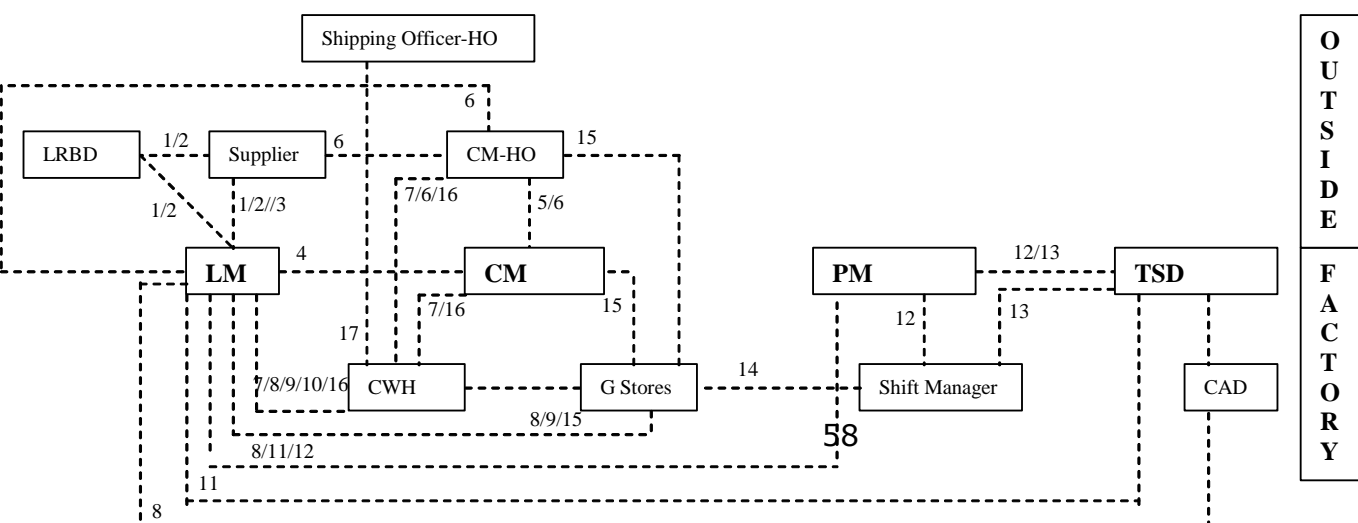 Shipping Officer-HO
6
LRBD
1/2
Supplier
6
CM-HO
15
1/2
1/2//3
7/6/16
5/6
LM
4
CM
15
PM
12/13
TSD
17
7/16
12
13
7/8/9/10/16
CWH
G Stores
14
Shift Manager
CAD
8/9/15
58
8/11/12
11
8
O
U
T
S
I
D
E
F
A
C
T
O
R
Y